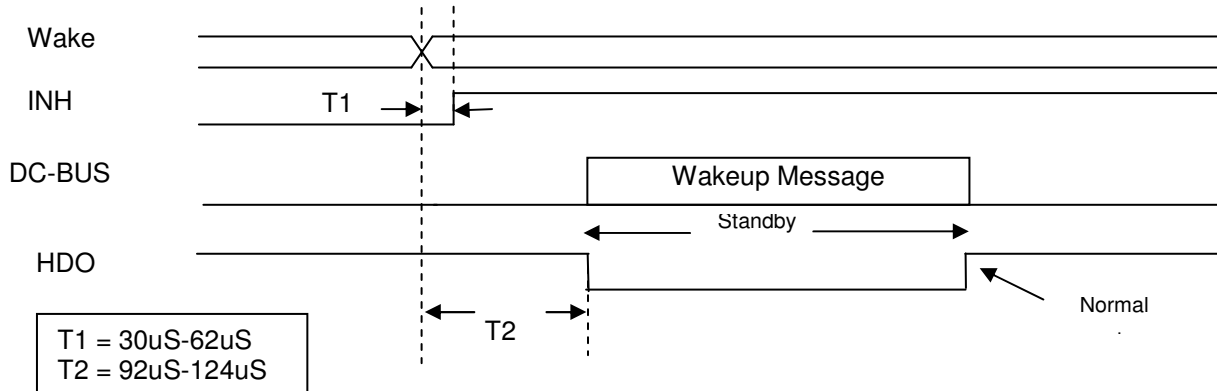 Wake
INH
T1
DC-BUS
Wakeup Message
Standby
HDO
Normal
T2
T1 = 30uS-62uS
T2 = 92uS-124uS